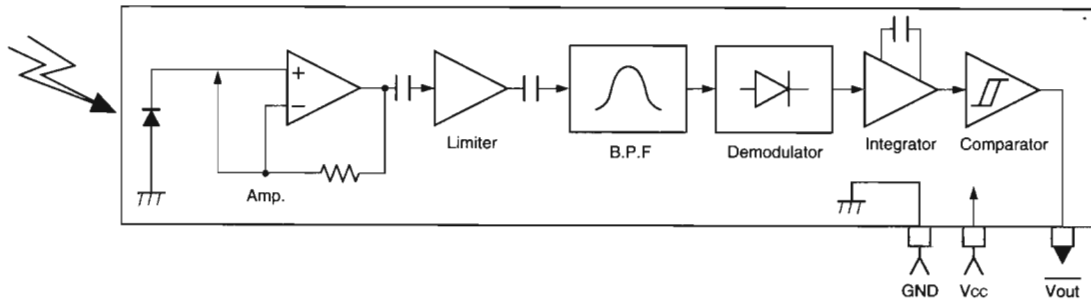 Amp.
Limiter
B.P.F
Demodulator
Integrator
Comparator
GND
Vcc
Vout